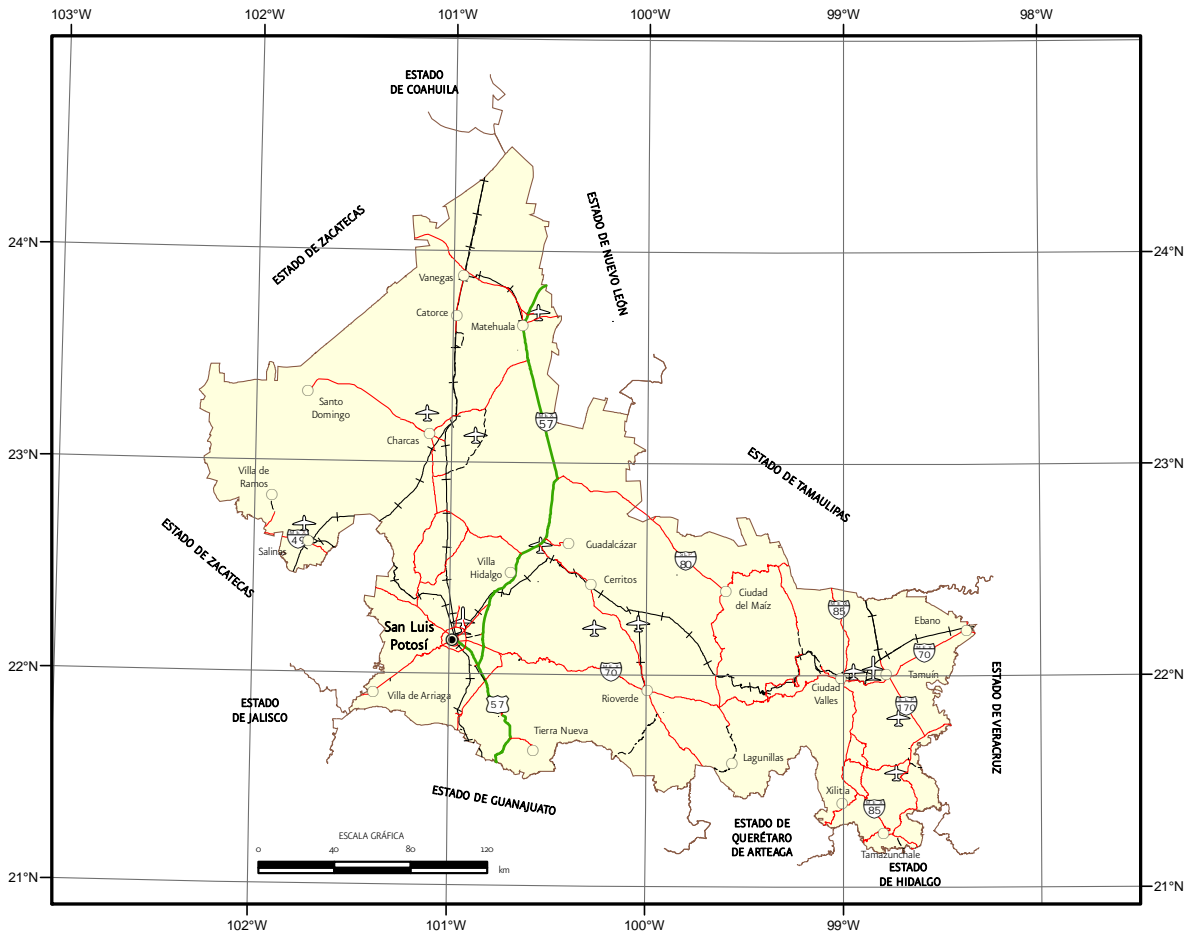 103°W 102°W 101°W 100°W 99°W 98°W
ESTADO
DE COAHUILA
ESTADO DE ZACATECAS
ESTADO DE NUEVO LEÓN
24°N
24°N
Vanegas
Catorce
Matehuala
Santo
Domingo
57
Charcas
23°N
23°N
Villa de
Ramos
ESTADO DE TAMAULIPAS
ESTADO DE ZACATECAS
49
Salinas
Guadalcázar
Villa
Hidalgo
80
Cerritos
Ciudad
del Maíz
85
San Luis
Potosí
Ebano
70
22°N
22°N
70
Tamuín
Ciudad
Valles
Villa de Arriaga
Rioverde
ESTADO
DE JALISCO
57
170
ESTADO DE VERACRUZ
Tierra Nueva
Lagunillas
ESTADO DE GUANAJUATO
Xilitla
85
ESTADO DE
QUERÉTARO
DE ARTEAGA
ESCALA GRÁFICA
0 40 80 120
km
Tamazunchale
ESTADO
DE HIDALGO
21°N
21°N
102°W 101°W 100°W 99°W